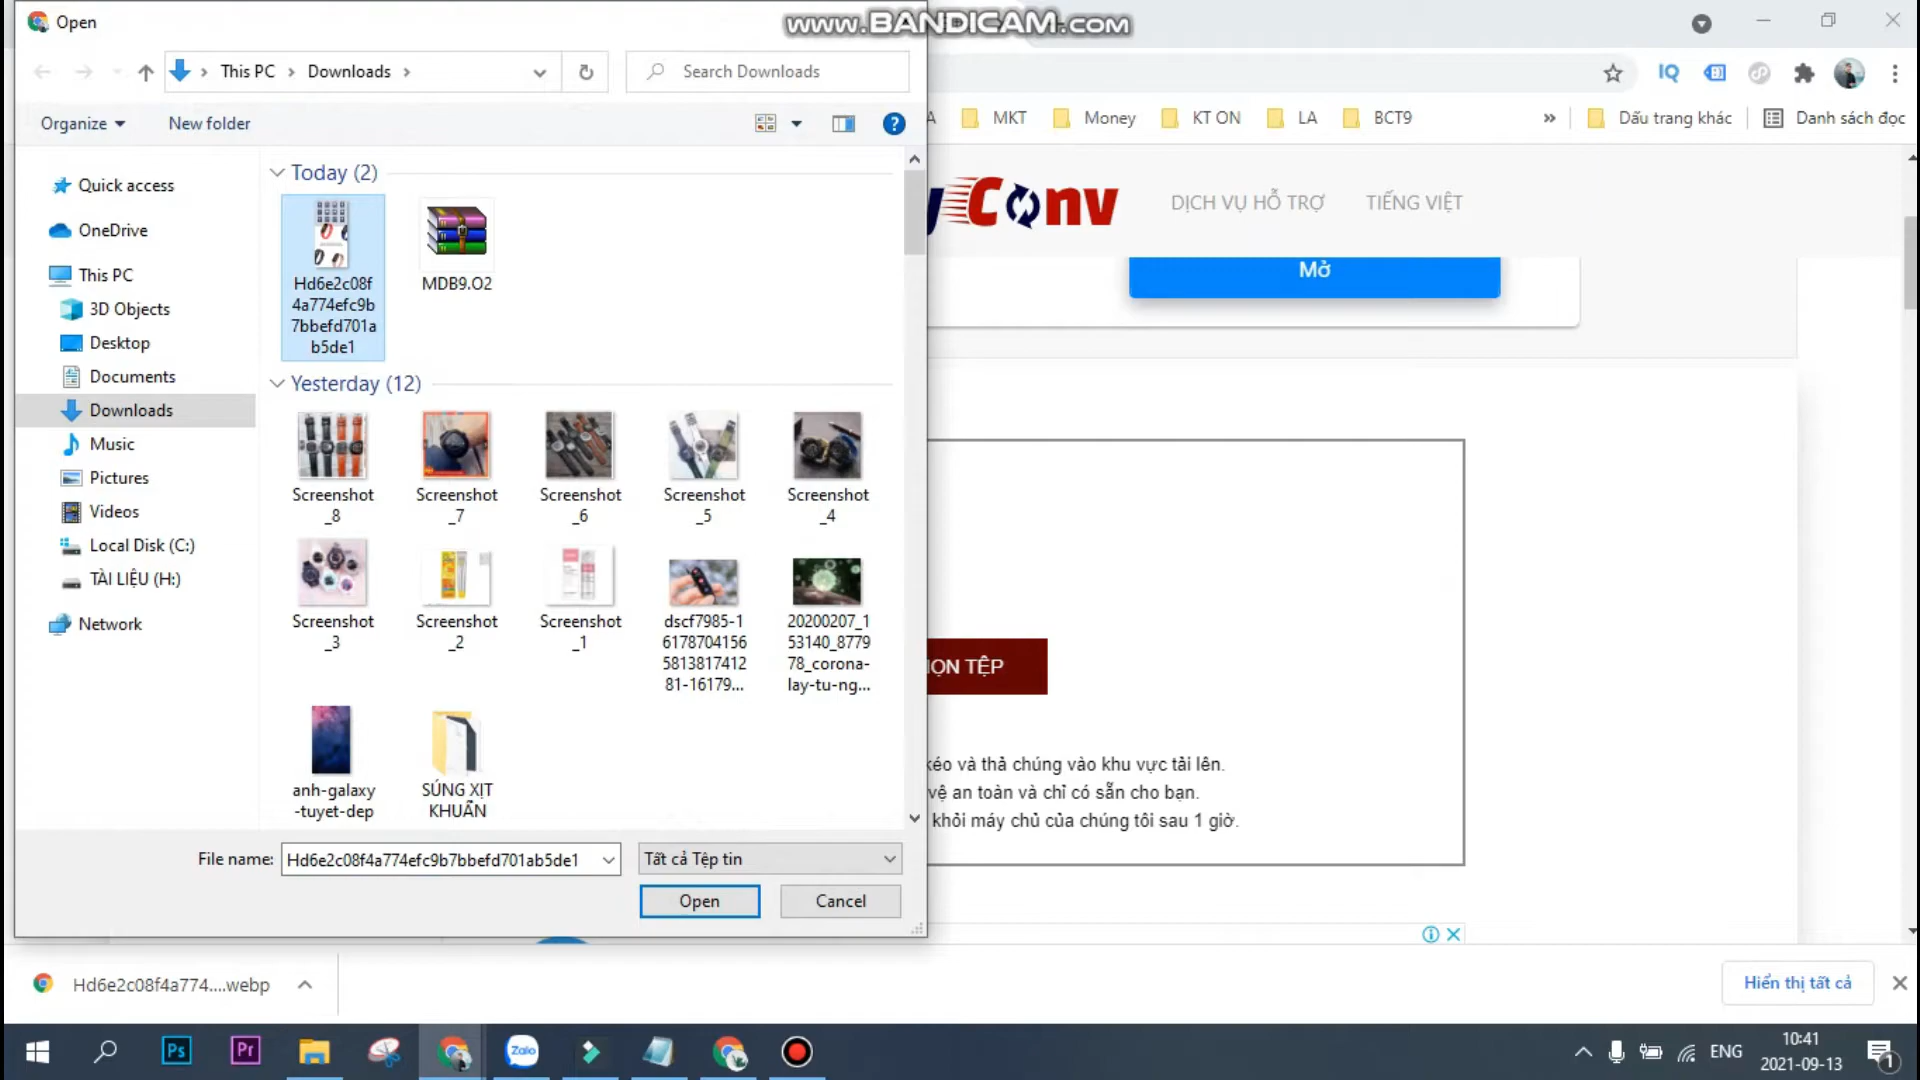 Open
www.BANDICAM.com
This PC
Downloads
Search Downloads
Organize
New folder
MKT
Money
KT ON
LA
BCT9
»
Dấu trang khác
Danh sách đọc
Quick access
OneDrive
This PC
3D Objects
Desktop
Documents
Downloads
Music
Pictures
Videos
Local Disk (C:)
TÀI LIỆU (H:)
Network
Today (2)
Hd6e2c08f
4a774efc9b
7bbefd701a
b5de1
MDB9.O2
Yesterday (12)
Screenshot
_8
Screenshot
_7
Screenshot
_6
Screenshot
_5
Screenshot
_4
Screenshot
_3
Screenshot
_2
Screenshot
_1
dscf7985-1
6178704156
5813817412
81-16179...
20200207_1
53140_8779
78_corona-
lay-tu-ng...
anh-galaxy
-tuyet-dep
SÚNG XỊT
KHUẨN
File name:
Hd6e2c08f4a774efc9b7bbefd701ab5de1
Tất cả Tệp tin
Open
Cancel
yConv
DỊCH VỤ HỖ TRỢ
TIẾNG VIỆT
Mở
ỌN TỆP
kéo và thả chúng vào khu vực tải lên.
vệ an toàn và chỉ có sẵn cho bạn.
khỏi máy chủ của chúng tôi sau 1 giờ.
Hd6e2c08f4a774....webp
Hiển thị tất cả
Ps
Pr
Zalo
ENG
10:41
2021-09-13
1